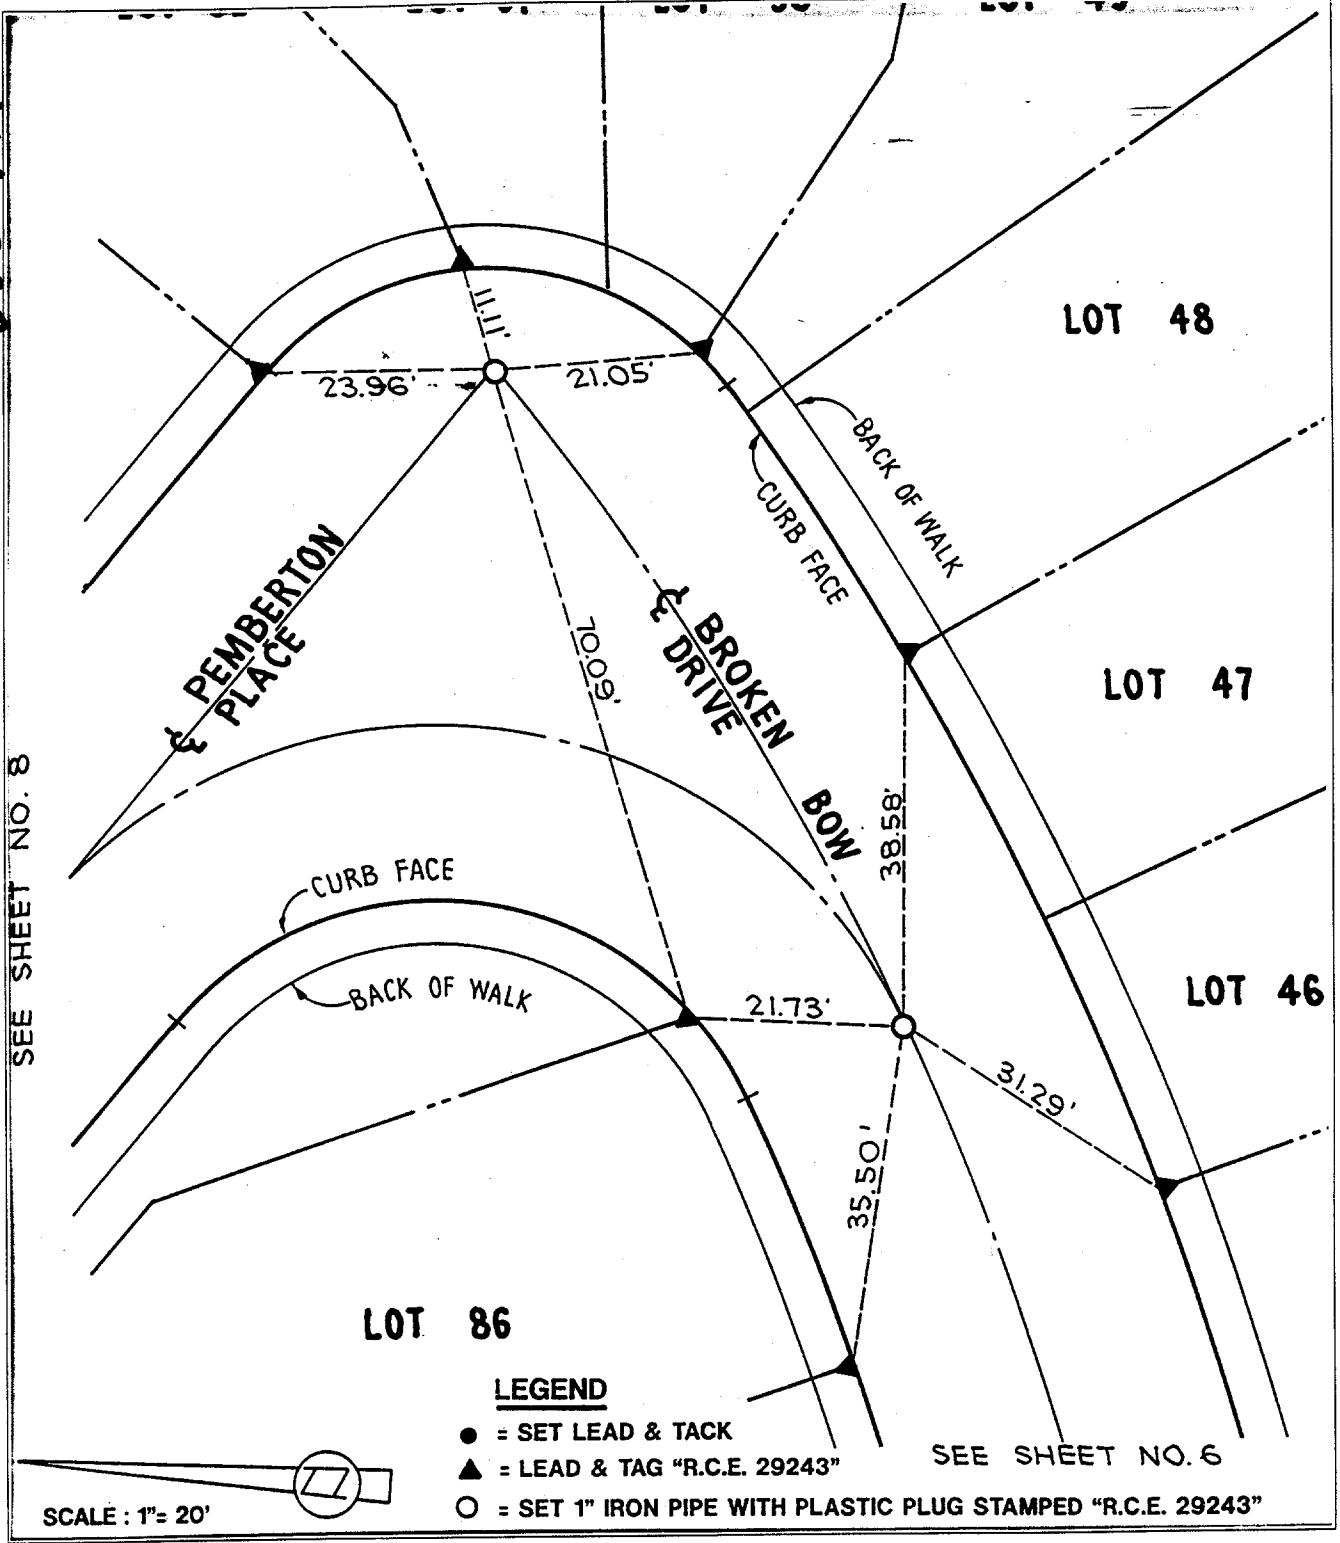 LOT 48
11.11'
23.96'
21.05'
BACK OF WALK
CURB FACE
℄ PEMBERTON
PLACE
℄ BROKEN BOW
DRIVE
70.09'
LOT 47
38.58'
SEE SHEET NO. 8
CURB FACE
BACK OF WALK
21.73'
LOT 46
31.29'
35.50'
LOT 86
LEGEND
● = SET LEAD & TACK
▲ = LEAD & TAG "R.C.E. 29243"
○ = SET 1" IRON PIPE WITH PLASTIC PLUG STAMPED "R.C.E. 29243"
SEE SHEET NO. 6
SCALE : 1"= 20'